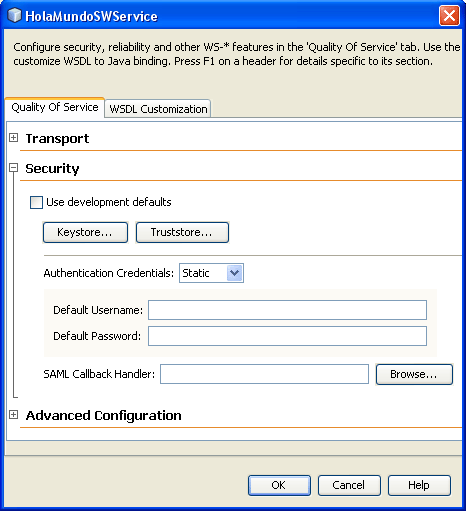 HolaMundoSWService
Configure security, reliability and other WS-* features in the 'Quality Of Service' tab. Use the
customize WSDL to Java binding. Press F1 on a header for details specific to its section.
Quality Of Service
WSDL Customization
Transport
Security
Use development defaults
Keystore...
Truststore...
Authentication Credentials:
Static
Default Username:
Default Password:
SAML Callback Handler:
Browse...
Advanced Configuration
OK
Cancel
Help